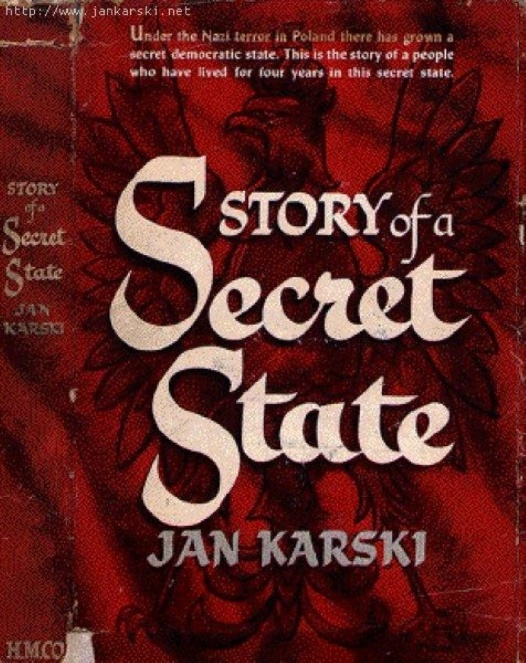 http://www.jankarski.net
Under the Nazi terror in Poland there has grown a
secret democratic state. This is the story of a people
who have lived for four years in this secret state.
STORY of a
Secret
State
JAN KARSKI
STORY
of a
Secret
State
JAN
KARSKI
H.M.CO